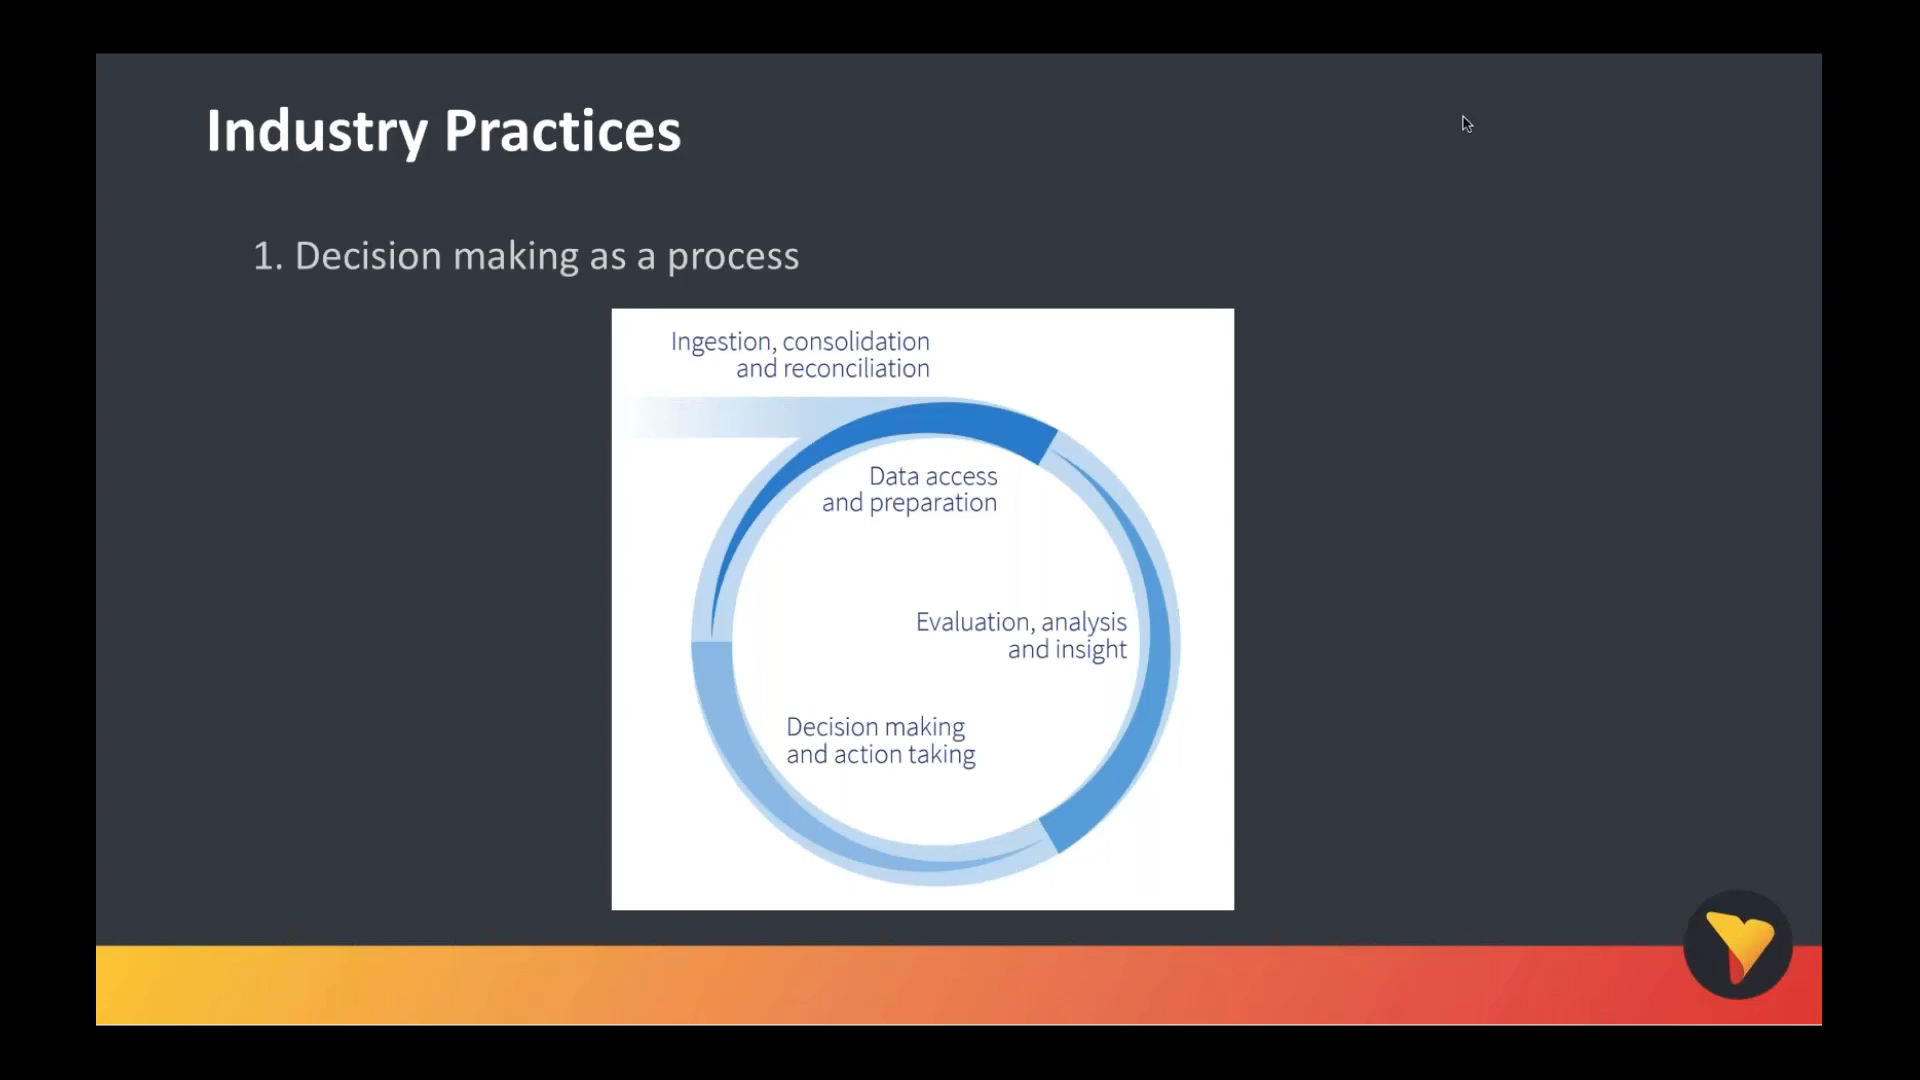 Industry Practices
1. Decision making as a process
Ingestion, consolidation
and reconciliation
Data access
and preparation
Evaluation, analysis
and insight
Decision making
and action taking